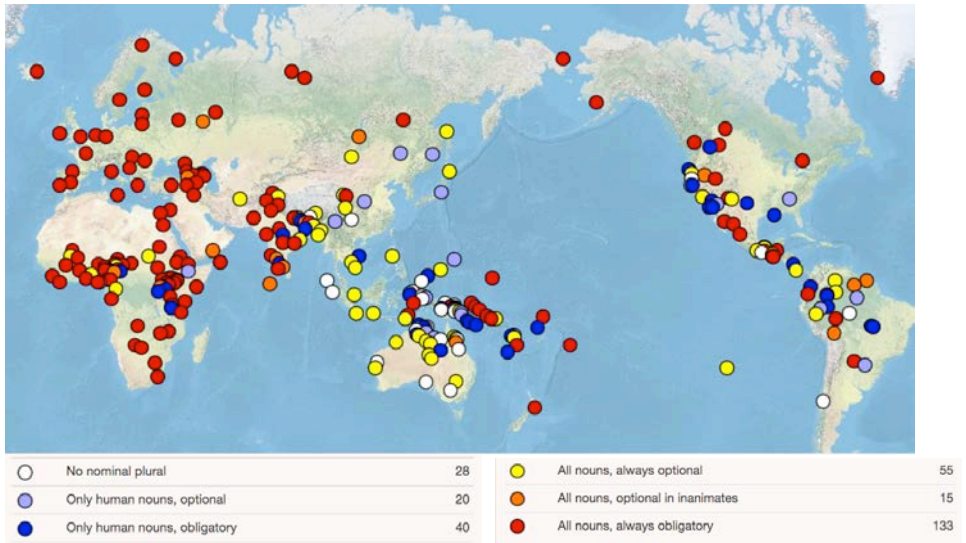 No nominal plural 28
Only human nouns, optional 20
Only human nouns, obligatory 40
All nouns, always optional 55
All nouns, optional in inanimates 15
All nouns, always obligatory 133